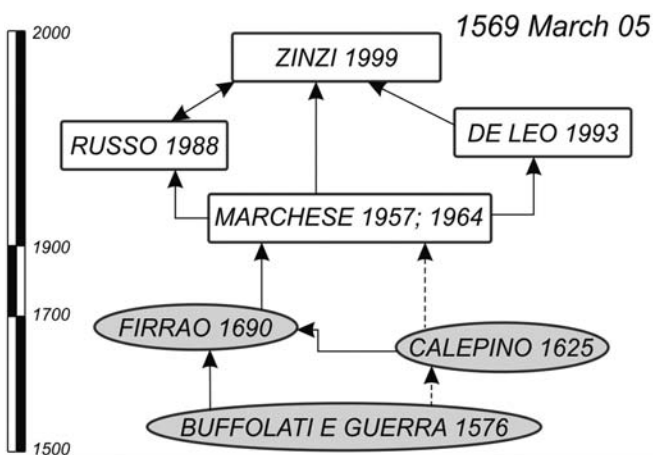 1569 March 05
2000
ZINZI 1999
RUSSO 1988
DE LEO 1993
MARCHESE 1957; 1964
1900
1700
FIRRAO 1690
CALEPINO 1625
BUFFOLATI E GUERRA 1576
1500